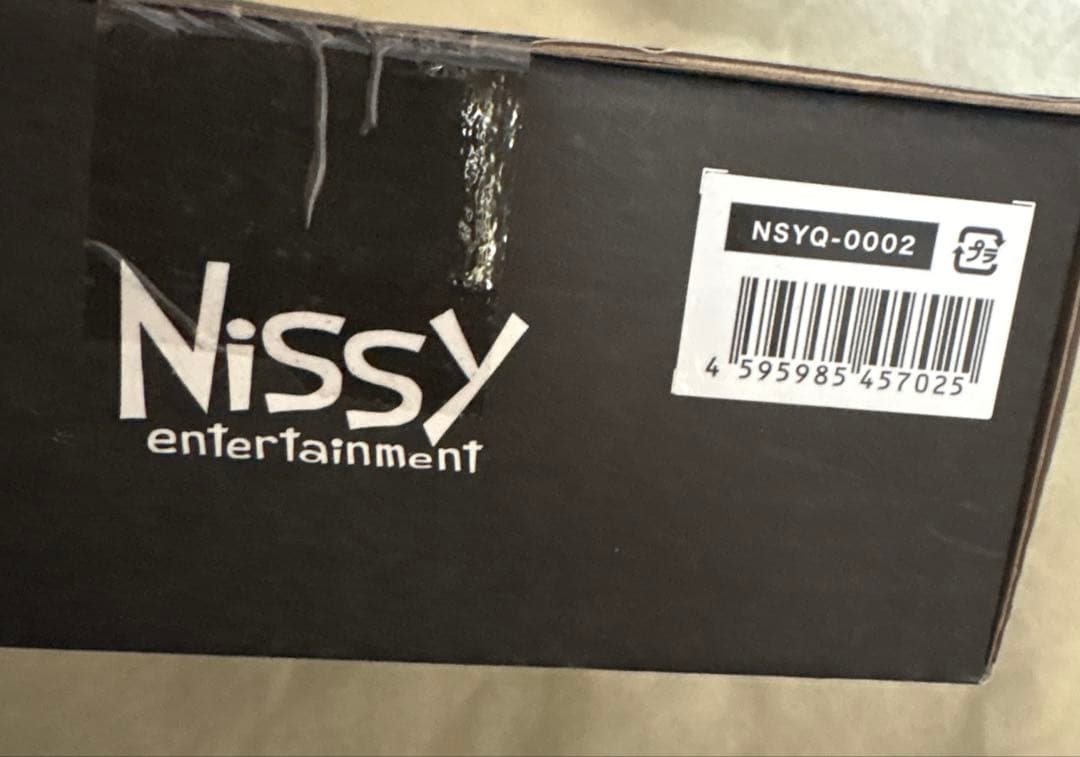 Nissy
entertainment
NSYQ-0002
プラ
4 595985 457025